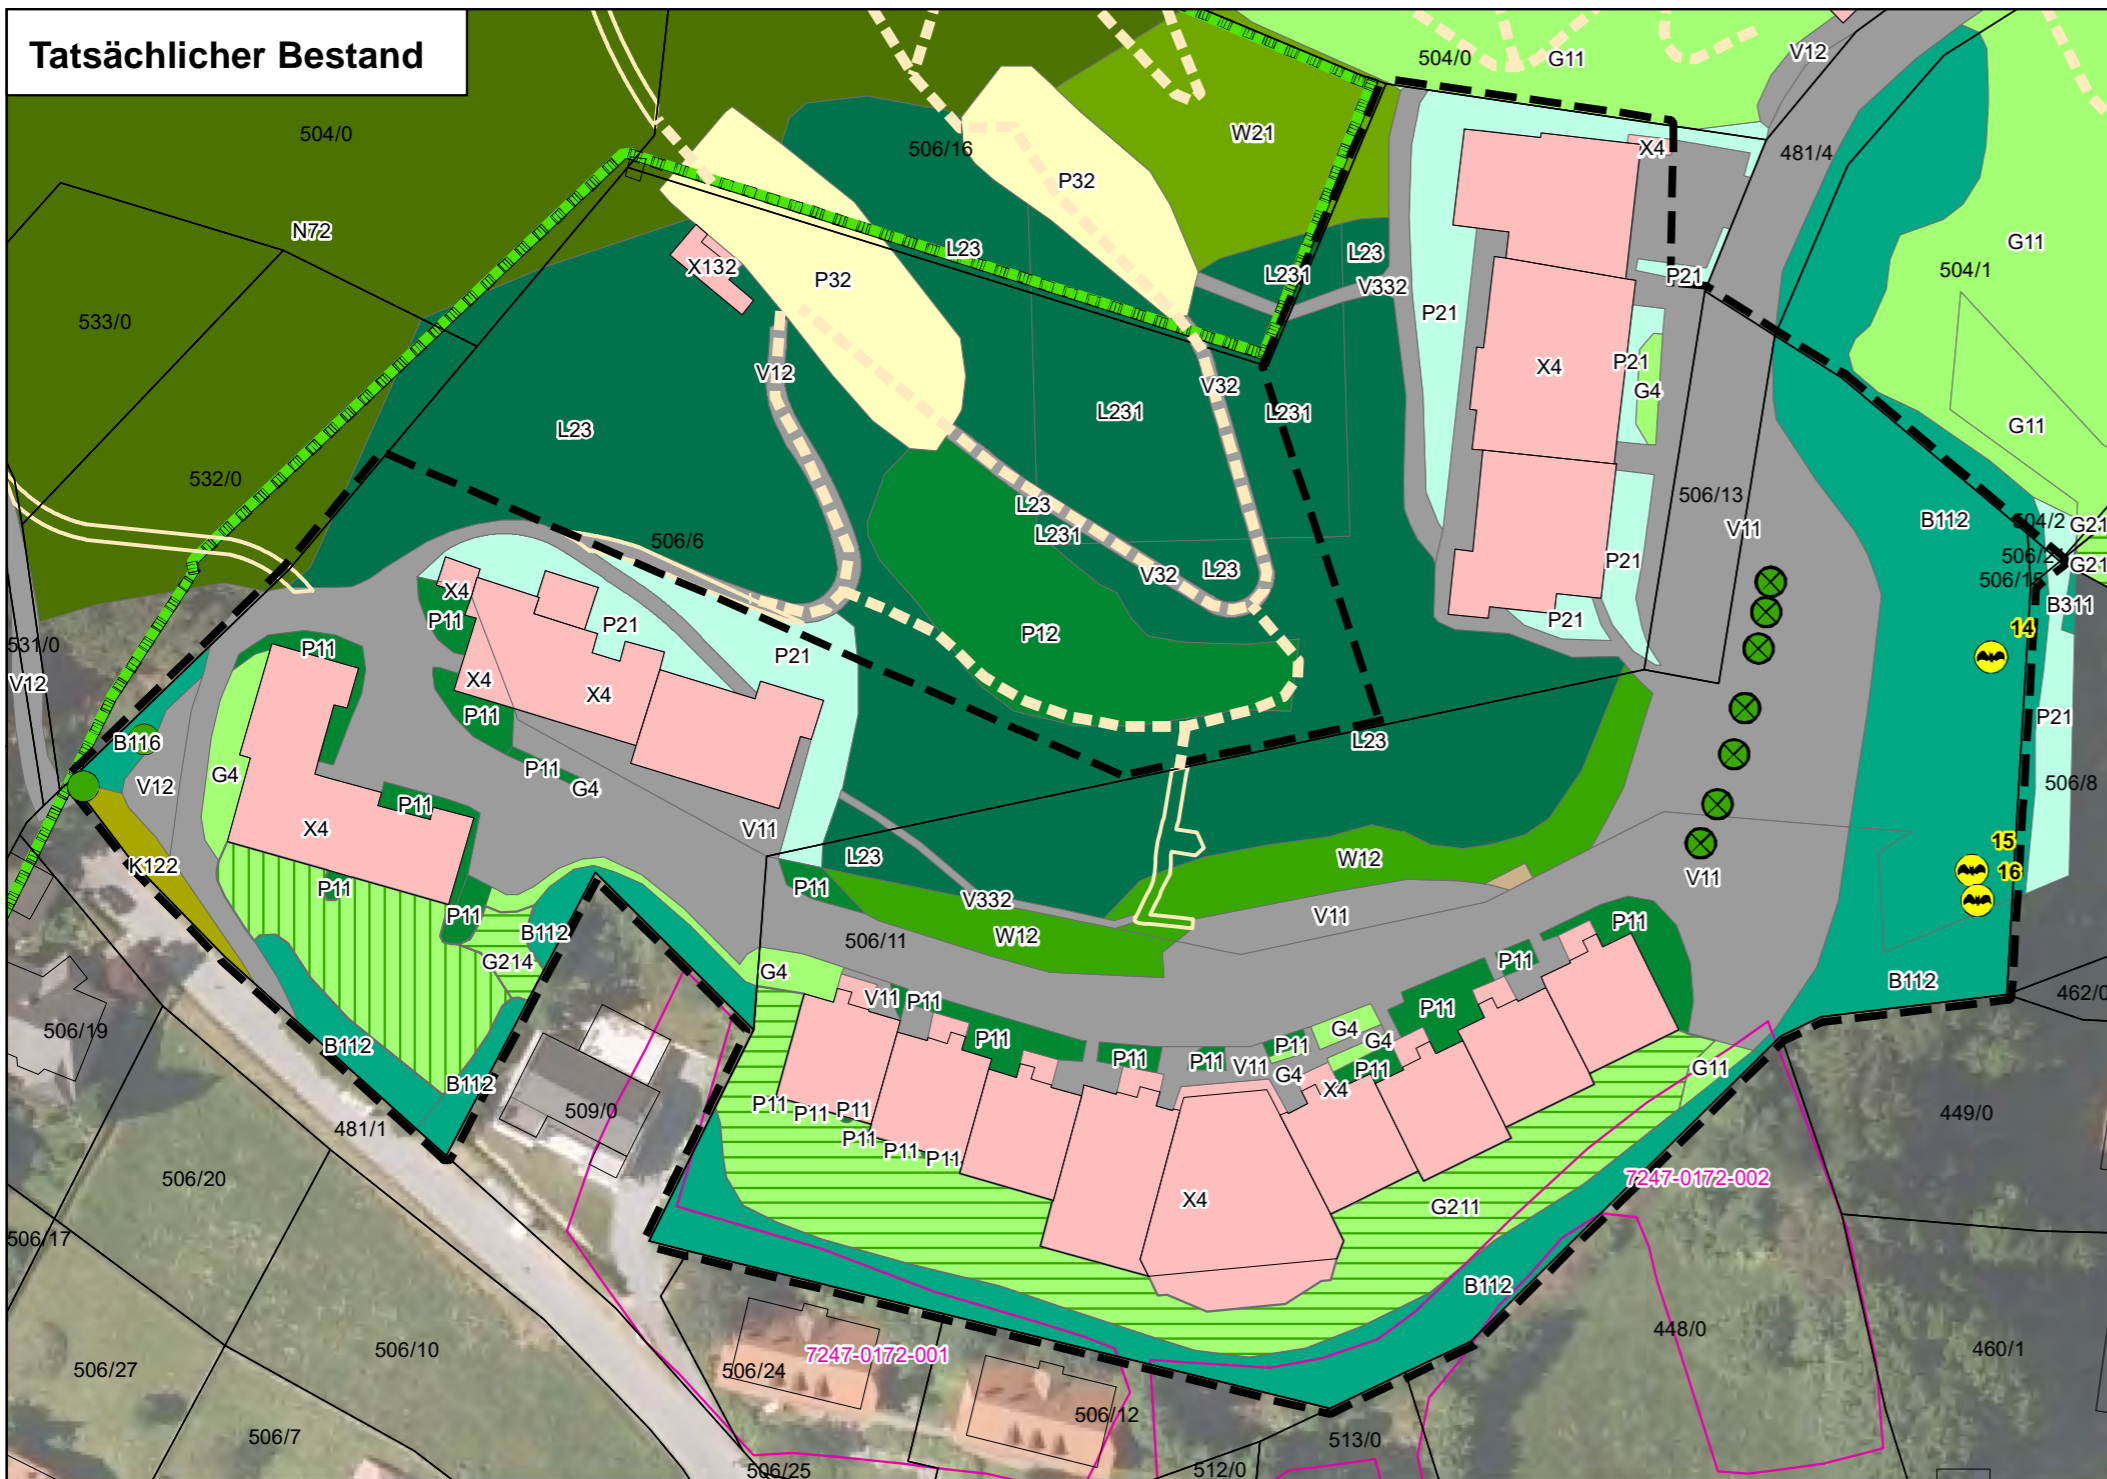 Tatsächlicher Bestand
504/0
G11
V12
504/0
506/16
W21
X4
481/4
P32
N72
L23
L23
G11
X132
P32
L231
V332
P21
504/1
533/0
P21
V12
V32
X4
P21
G4
L23
L231
L231
G11
532/0
506/13
L23
L231
V11
B112
504/2
G21
506/6
506/2
G21
V32
L23
506/15
X4
P11
P21
P21
P21
B311
14
P12
531/0
P11
P21
V12
X4
X4
P11
P21
B116
L23
V12
G4
P11
G4
506/8
P11
X4
V11
15
L23
W12
K122
16
V11
P11
P11
P11
V332
V11
P11
B112
506/11
W12
P11
G214
G4
V11
P11
B112
462/0
506/19
B112
P11
P11
P11
V11
P11
G4
G4
G4
P11
G11
B112
X4
P11
P11
P11
509/0
449/0
481/1
P11
P11
P11
506/20
7247-0172-002
X4
G211
506/17
B112
448/0
506/10
460/1
7247-0172-001
506/27
506/24
506/12
506/7
513/0
506/25
512/0